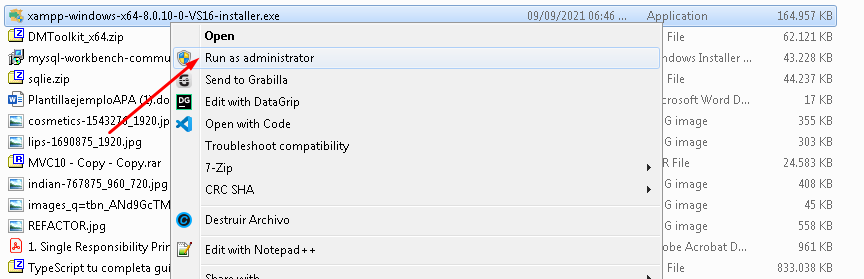 xampp-windows-x64-8.0.10-0-VS16-installer.exe 09/09/2021 06:46 ... Application 164.957 KB
DMToolkit_x64.zip 62.121 KB
Open
mysql-workbench-commu Windows Installer ... 43.228 KB
Run as administrator
sqlie.zip 44.237 KB
Send to Grabilla
PlantillaejemploAPA (1).do crosoft Word D... 17 KB
Edit with DataGrip
cosmetics-1543270_1920.jpg G image 355 KB
Open with Code
lips-1690875_1920.jpg G image 303 KB
Troubleshoot compatibility
MVC10 - Copy - Copy.rar R File 24.583 KB
7-Zip
indian-767875_960_720.jpg G image 408 KB
CRC SHA
images_q=tbn_ANd9GcTM G image 45 KB
Destruir Archivo
REFACTOR.jpg G image 558 KB
Edit with Notepad++
1. Single Responsibility Prin obe Acrobat D... 961 KB
TypeScript tu completa gui 833.038 KB
Share with